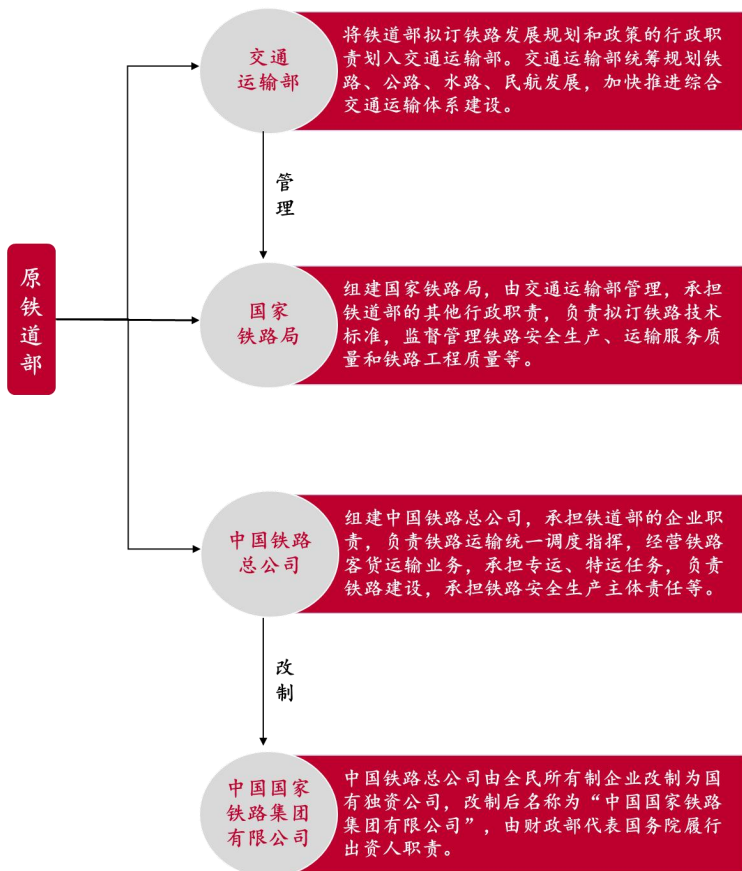 交通
运输部
将铁道部拟订铁路发展规划和政策的行政职
责划入交通运输部。交通运输部统筹规划铁
路、公路、水路、民航发展，加快推进综合
交通运输体系建设。
管
理
原
铁
道
部
国家
铁路局
组建国家铁路局，由交通运输部管理，承担
铁道部的其他行政职责，负责拟订铁路技术
标准，监督管理铁路安全生产、运输服务质
量和铁路工程质量等。
中国铁路
总公司
组建中国铁路总公司，承担铁道部的企业职
责，负责铁路运输统一调度指挥，经营铁路
客货运输业务，承担专运、特运任务，负责
铁路建设，承担铁路安全生产主体责任等。
改
制
中国国家
铁路集团
有限公司
中国铁路总公司由全民所有制企业改制为国
有独资公司，改制后名称为“中国国家铁路
集团有限公司”，由财政部代表国务院履行
出资人职责。